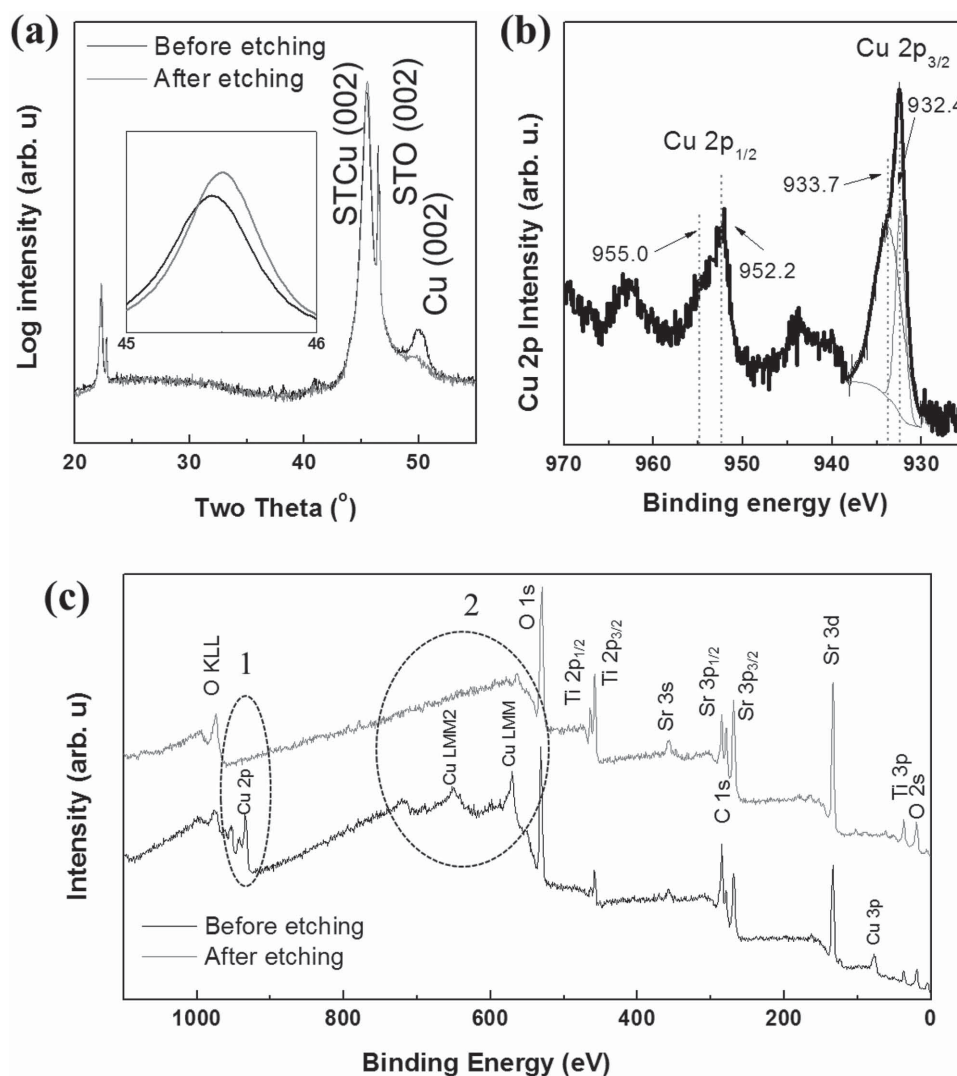 (a)
Before etching
After etching
STCu (002)
STO (002)
Cu (002)
Log intensity (arb. u)
45
46
20
30
40
50
Two Theta (°)
(b)
Cu 2p3/2
932.4
Cu 2p1/2
933.7
955.0
952.2
Cu 2p Intensity (arb. u.)
970
960
950
940
930
Binding energy (eV)
(c)
O KLL
1
2
O 1s
Ti 2p1/2
Ti 2p3/2
Sr 3s
Sr 3p1/2
Sr 3p3/2
Sr 3d
Ti 3p
O 2s
Cu 2p
Cu LMM2
Cu LMM
C 1s
Cu 3p
Intensity (arb. u)
Before etching
After etching
1000
800
600
400
200
0
Binding Energy (eV)